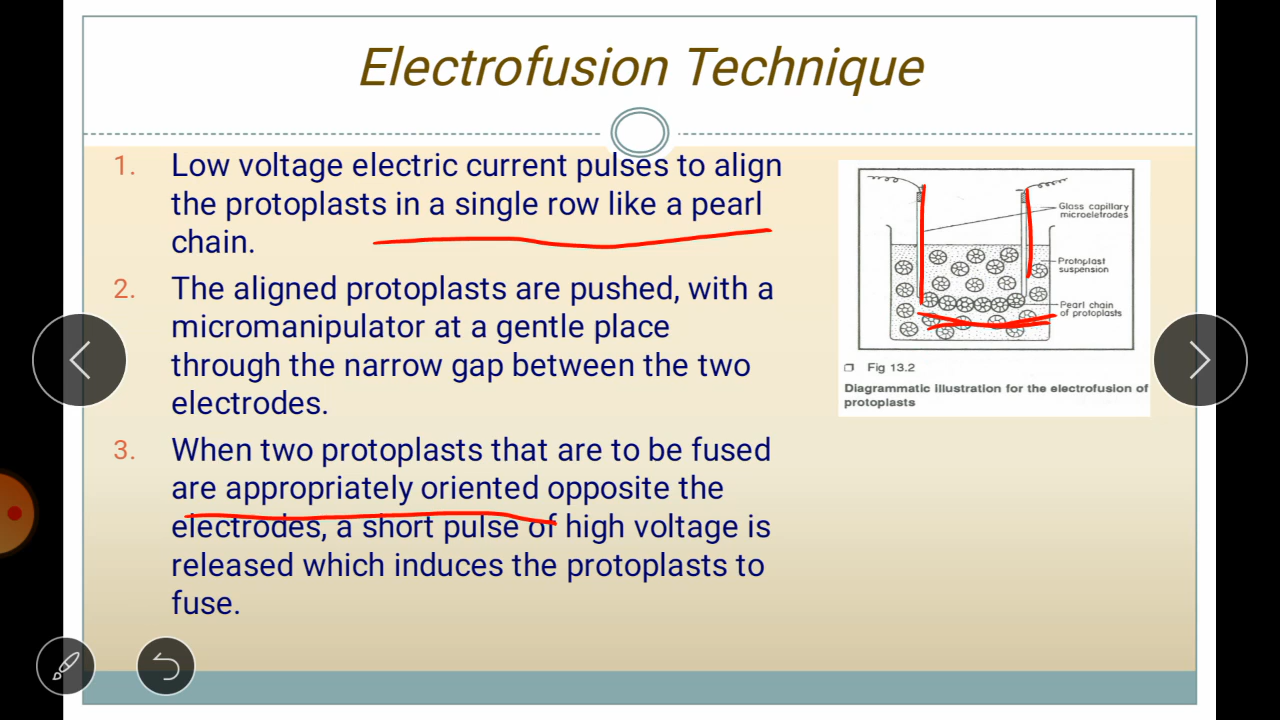 Electrofusion Technique
1. Low voltage electric current pulses to align
the protoplasts in a single row like a pearl
chain.
2. The aligned protoplasts are pushed, with a
micromanipulator at a gentle place
through the narrow gap between the two
electrodes.
3. When two protoplasts that are to be fused
are appropriately oriented opposite the
electrodes, a short pulse of high voltage is
released which induces the protoplasts to
fuse.
Glass capillary
microeletrodes
Protoplast
suspension
Pearl chain
of protoplasts
Fig 13.2
Diagrammatic illustration for the electrofusion of
protoplasts